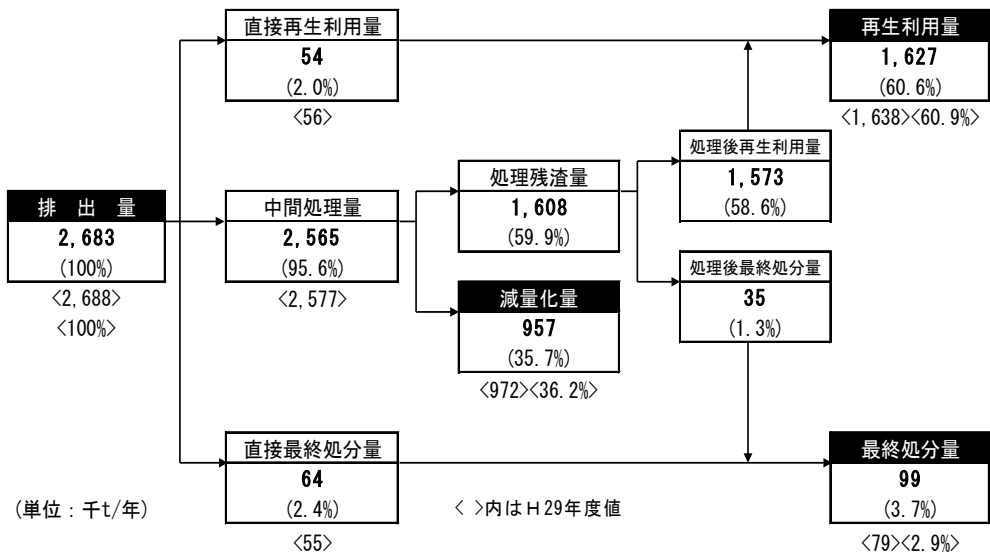 直接再生利用量
54
(2.0%)
<56>
再生利用量
1,627
(60.6%)
<1,638><60.9%>
処理後再生利用量
1,573
(58.6%)
処理残渣量
1,608
(59.9%)
排 出 量
2,683
(100%)
<2,688>
<100%>
中間処理量
2,565
(95.6%)
<2,577>
処理後最終処分量
35
(1.3%)
減量化量
957
(35.7%)
<972><36.2%>
直接最終処分量
64
(2.4%)
<55>
最終処分量
99
(3.7%)
<79><2.9%>
(単位：千t/年)
< >内はH29年度値